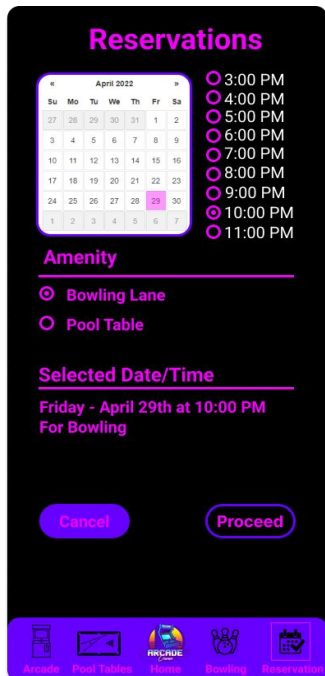 Reservations
« April 2022 »
Su Mo Tu We Th Fr Sa
27 28 29 30 31 1 2
3 4 5 6 7 8 9
10 11 12 13 14 15 16
17 18 19 20 21 22 23
24 25 26 27 28 29 30
1 2 3 4 5 6 7
3:00 PM
4:00 PM
5:00 PM
6:00 PM
7:00 PM
8:00 PM
9:00 PM
10:00 PM
11:00 PM
Amenity
Bowling Lane
Pool Table
Selected Date/Time
Friday - April 29th at 10:00 PM
For Bowling
Cancel
Proceed
ARCADE
Arcade Pool Tables Home Bowling Reservation